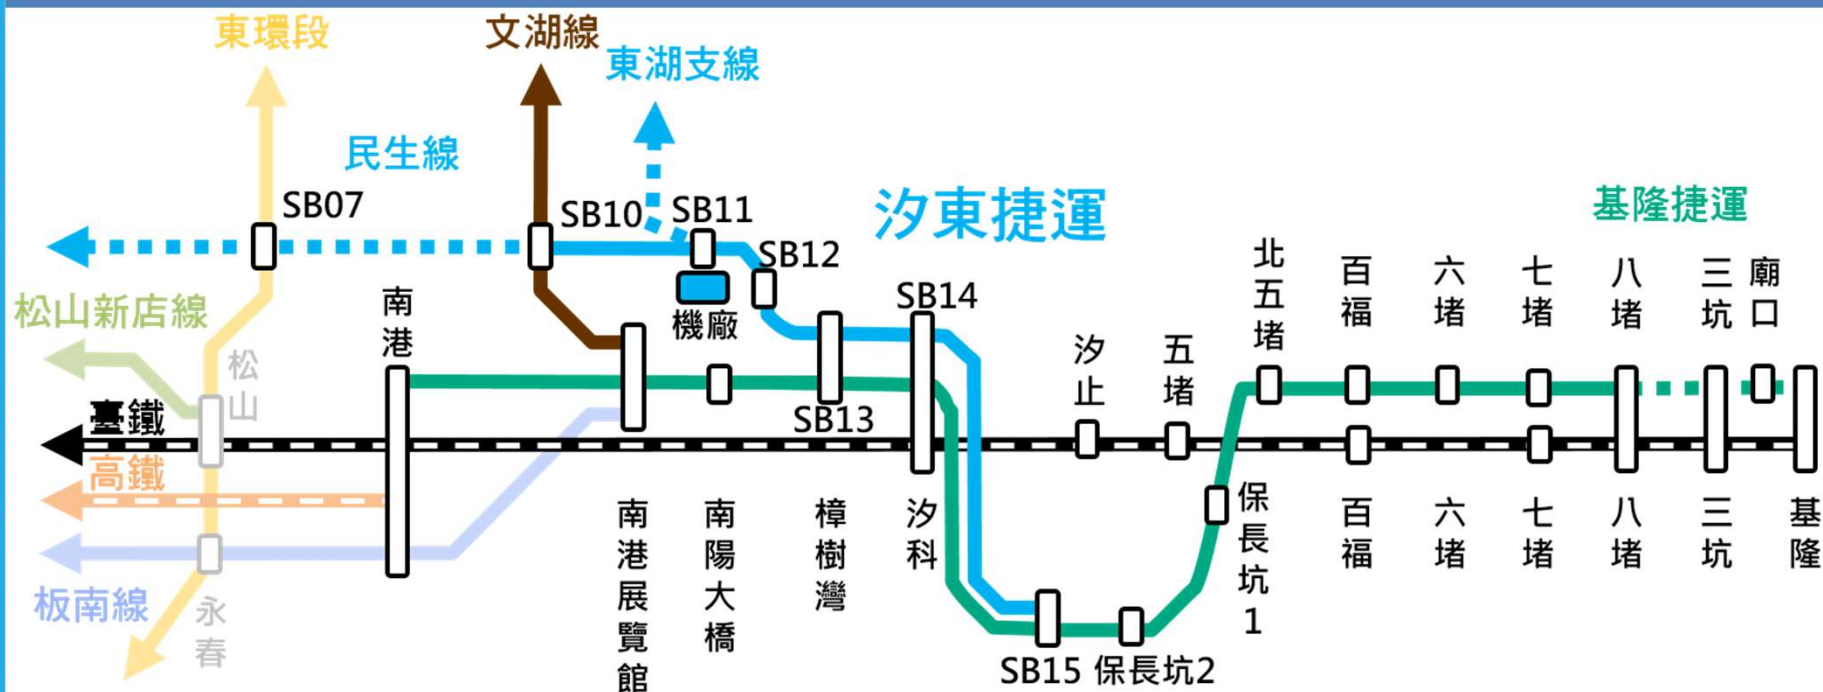 東環段
文湖線
東湖支線
民生線
SB07
SB10
SB11
SB12
汐東捷運
基隆捷運
松山新店線
南港
機廠
SB14
北五堵
百福
六堵
七堵
八堵
三坑
廟口
松山
汐止
五堵
臺鐵
SB13
高鐵
南港展覽館
南陽大橋
樟樹灣
汐科
保長坑1
百福
六堵
七堵
八堵
三坑
基隆
板南線
永春
SB15
保長坑2